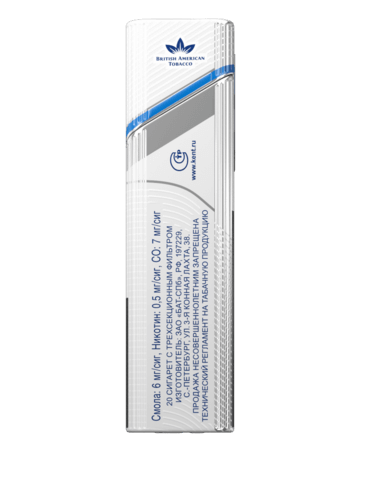 BRITISH AMERICAN
TOBACCO
ТР
www.kent.ru
Смола: 6 мг/сиг, Никотин: 0,5 мг/сиг, СО: 7 мг/сиг
20 СИГАРЕТ С ТРЕХСЕКЦИОННЫМ ФИЛЬТРОМ
ИЗГОТОВИТЕЛЬ: ЗАО «БАТ-СПб», РФ, 197229,
С.-ПЕТЕРБУРГ, УЛ. 3-Я КОННАЯ ЛАХТА, 38
ПРОДАЖА НЕСОВЕРШЕННОЛЕТНИМ ЗАПРЕЩЕНА
ТЕХНИЧЕСКИЙ РЕГЛАМЕНТ НА ТАБАЧНУЮ ПРОДУКЦИЮ